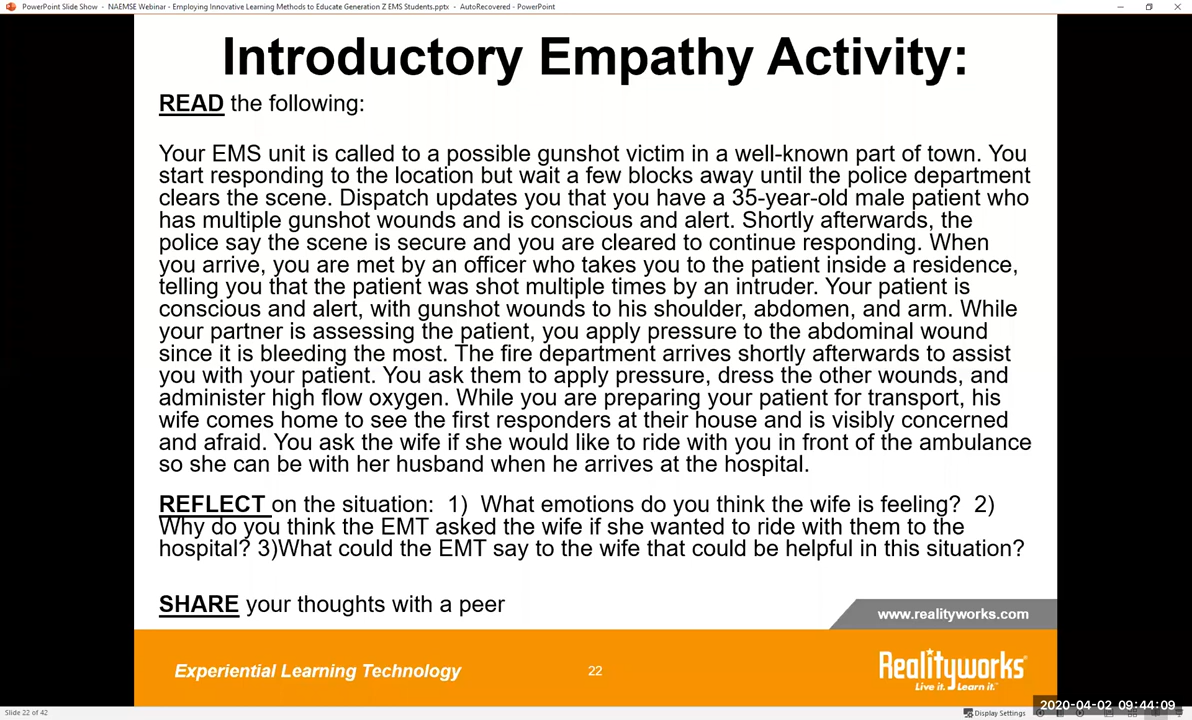 PowerPoint Slide Show - NAEMSE Webinar - Employing Innovative Learning Methods to Educate Generation Z EMS Students.pptx - AutoRecovered - PowerPoint
Introductory Empathy Activity:
READ the following:
Your EMS unit is called to a possible gunshot victim in a well-known part of town. You
start responding to the location but wait a few blocks away until the police department
clears the scene. Dispatch updates you that you have a 35-year-old male patient who
has multiple gunshot wounds and is conscious and alert. Shortly afterwards, the
police say the scene is secure and you are cleared to continue responding. When
you arrive, you are met by an officer who takes you to the patient inside a residence,
telling you that the patient was shot multiple times by an intruder. Your patient is
conscious and alert, with gunshot wounds to his shoulder, abdomen, and arm. While
your partner is assessing the patient, you apply pressure to the abdominal wound
since it is bleeding the most. The fire department arrives shortly afterwards to assist
you with your patient. You ask them to apply pressure, dress the other wounds, and
administer high flow oxygen. While you are preparing your patient for transport, his
wife comes home to see the first responders at their house and is visibly concerned
and afraid. You ask the wife if she would like to ride with you in front of the ambulance
so she can be with her husband when he arrives at the hospital.
REFLECT on the situation: 1) What emotions do you think the wife is feeling? 2)
Why do you think the EMT asked the wife if she wanted to ride with them to the
hospital? 3)What could the EMT say to the wife that could be helpful in this situation?
SHARE your thoughts with a peer
www.realityworks.com
Experiential Learning Technology
22
Realityworks
Live it. Learn it.™
2020-04-02 09:44:09
Slide 22 of 42
Display Settings